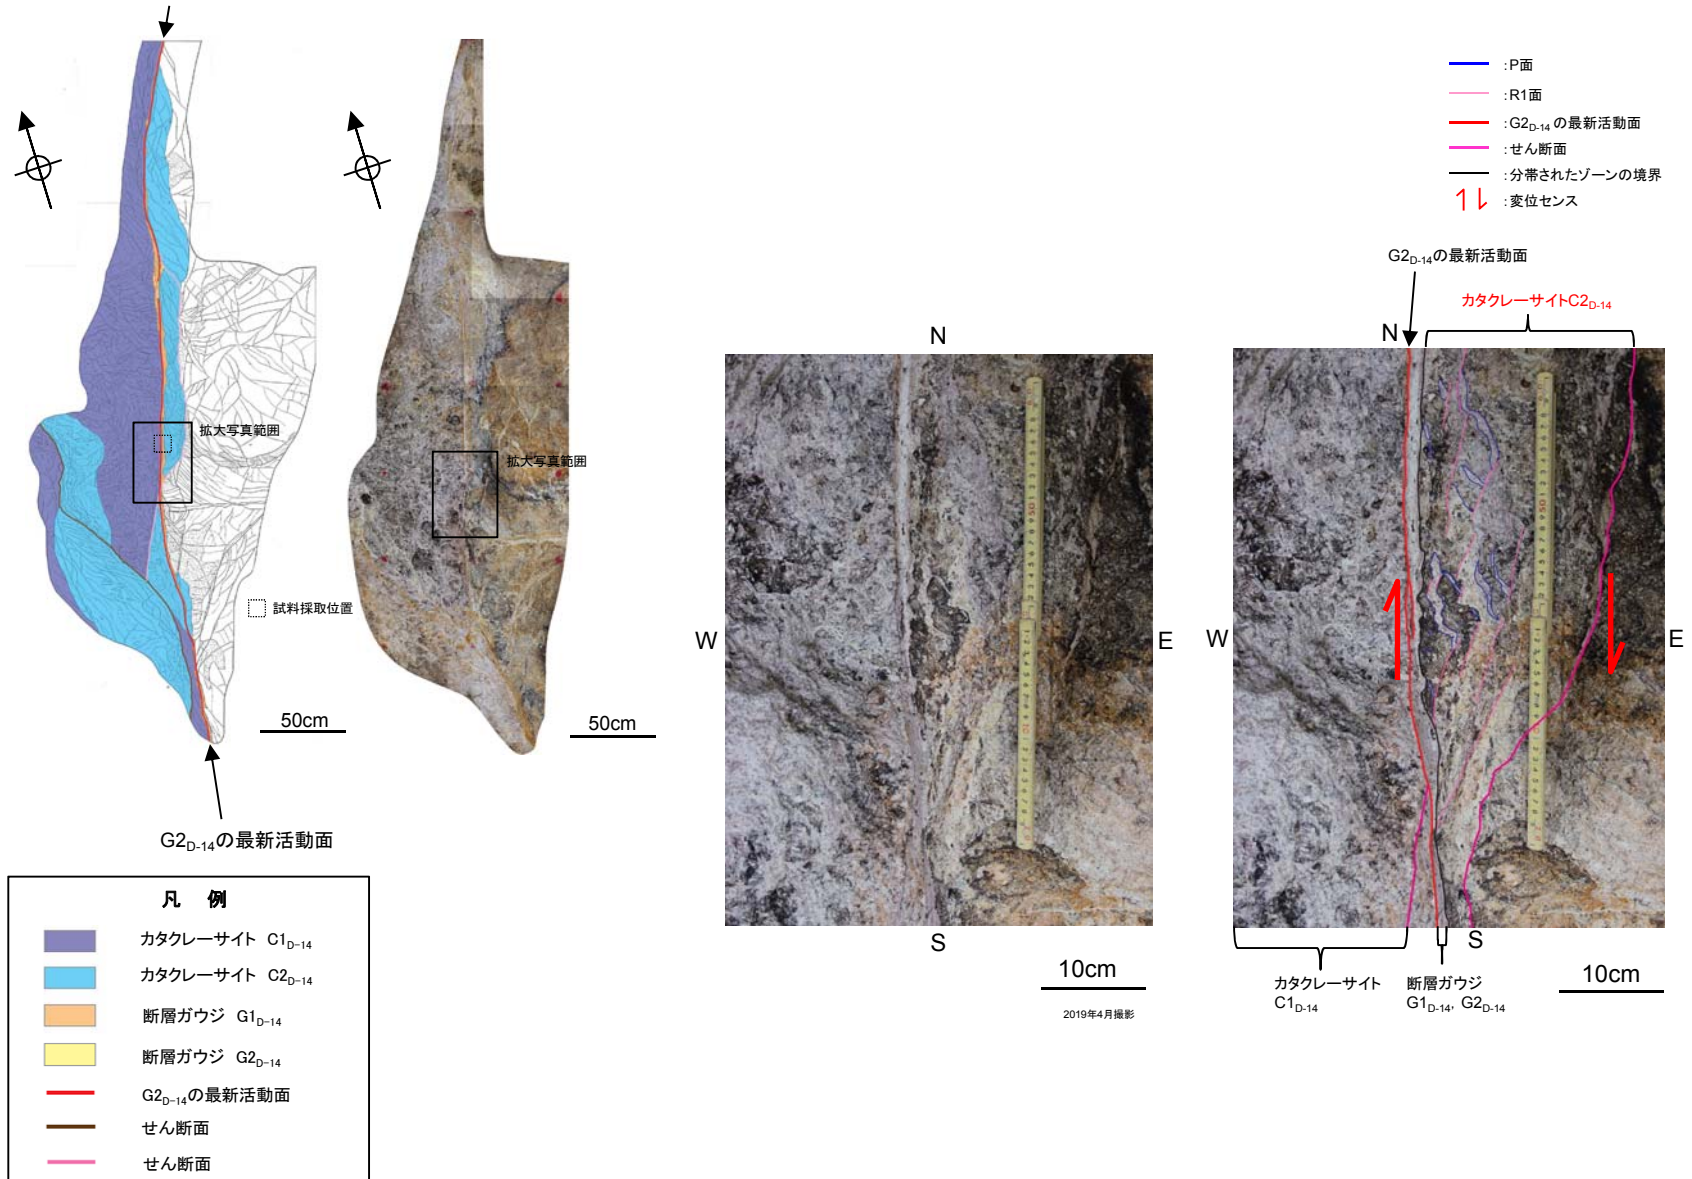 拡大写真範囲
試料採取位置
50cm
G2D-14の最新活動面
拡大写真範囲
50cm
凡 例
カタクレーサイト C1D-14
カタクレーサイト C2D-14
断層ガウジ G1D-14
断層ガウジ G2D-14
G2D-14の最新活動面
せん断面
せん断面
N
W
E
S
10cm
2019年4月撮影
:P面
:R1面
:G2D-14 の最新活動面
:せん断面
:分帯されたゾーンの境界
:変位センス
G2D-14の最新活動面
カタクレーサイトC2D-14
N
W
E
S
カタクレーサイト
C1D-14
断層ガウジ
G1D-14, G2D-14
10cm